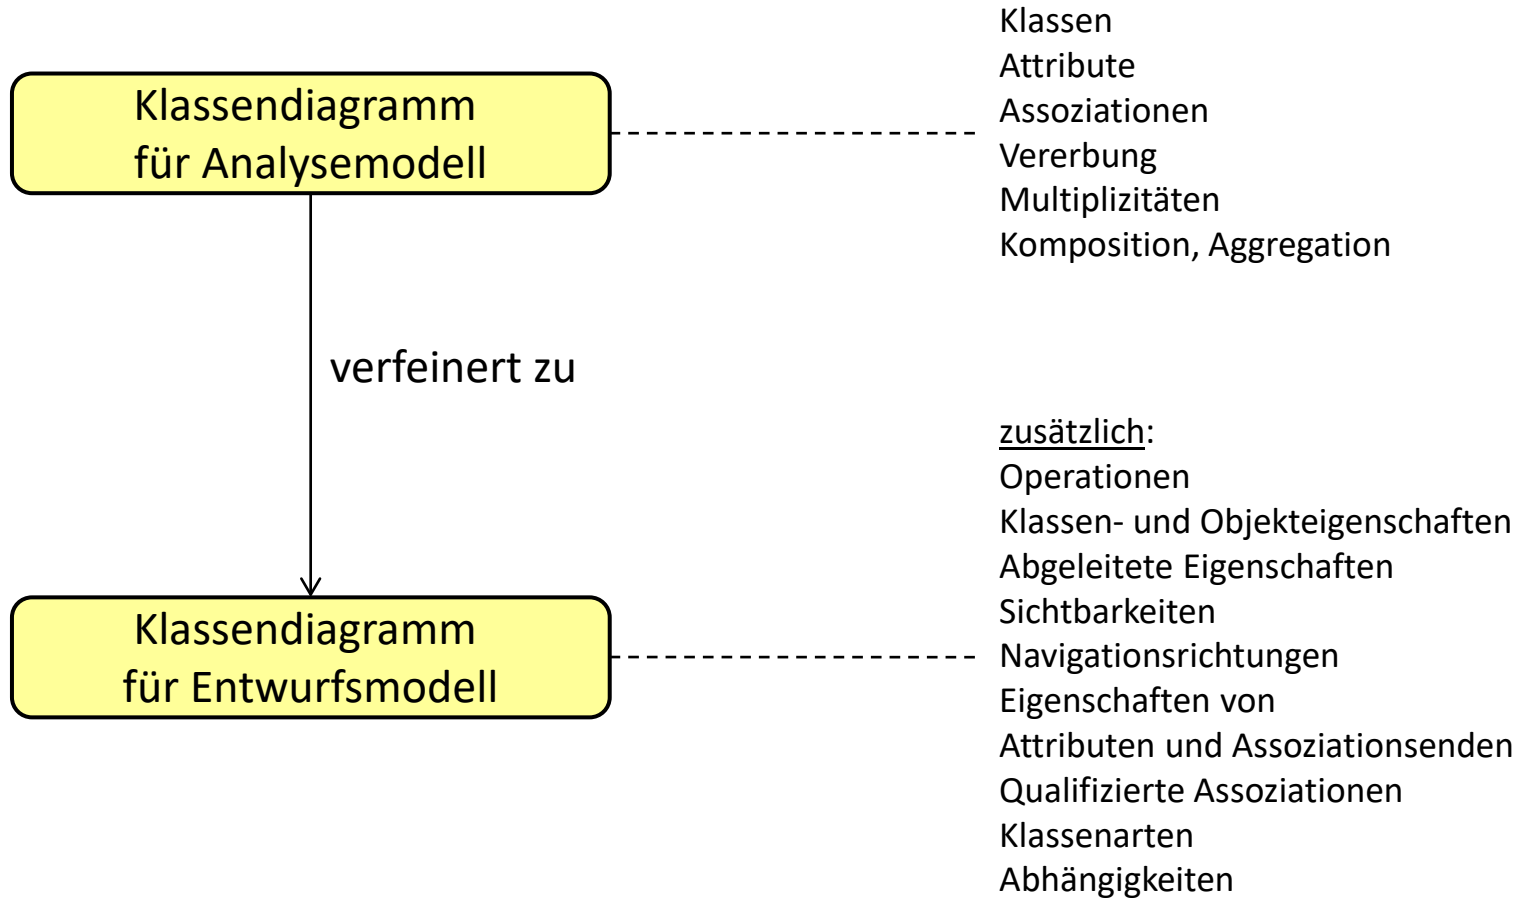 Klassendiagramm
für Analysemodell
Klassen
Attribute
Assoziationen
Vererbung
Multiplizitäten
Komposition, Aggregation
verfeinert zu
Klassendiagramm
für Entwurfsmodell
zusätzlich:
Operationen
Klassen- und Objekteigenschaften
Abgeleitete Eigenschaften
Sichtbarkeiten
Navigationsrichtungen
Eigenschaften von
Attributen und Assoziationsenden
Qualifizierte Assoziationen
Klassenarten
Abhängigkeiten